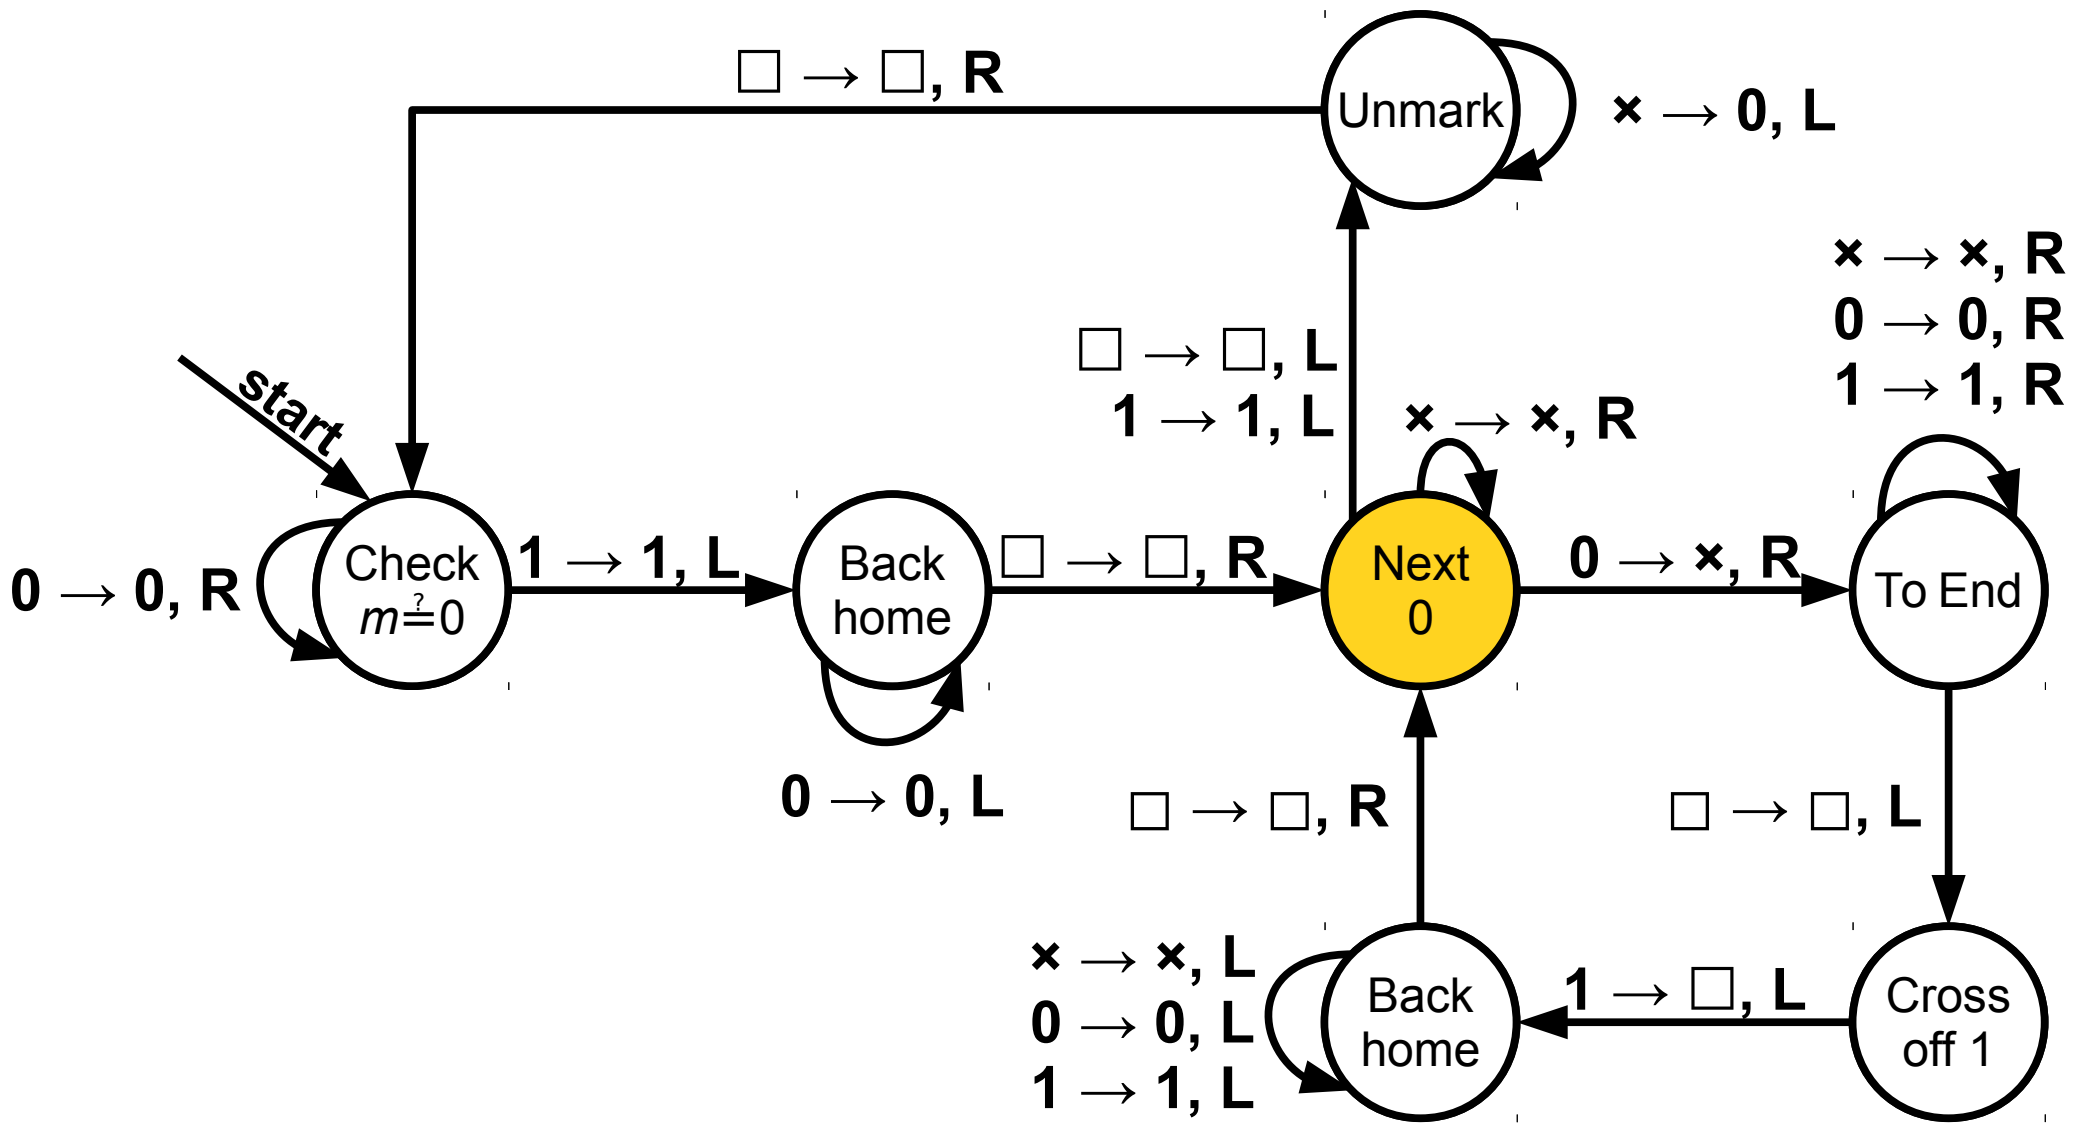 □ → □, R
Unmark
× → 0, L
× → ×, R
0 → 0, R
1 → 1, R
□ → □, L
1 → 1, L
× → ×, R
start
0 → 0, R
Check
m≟0
1 → 1, L
Back
home
□ → □, R
Next
0
0 → ×, R
To End
0 → 0, L
□ → □, R
□ → □, L
× → ×, L
0 → 0, L
1 → 1, L
Back
home
1 → □, L
Cross
off 1